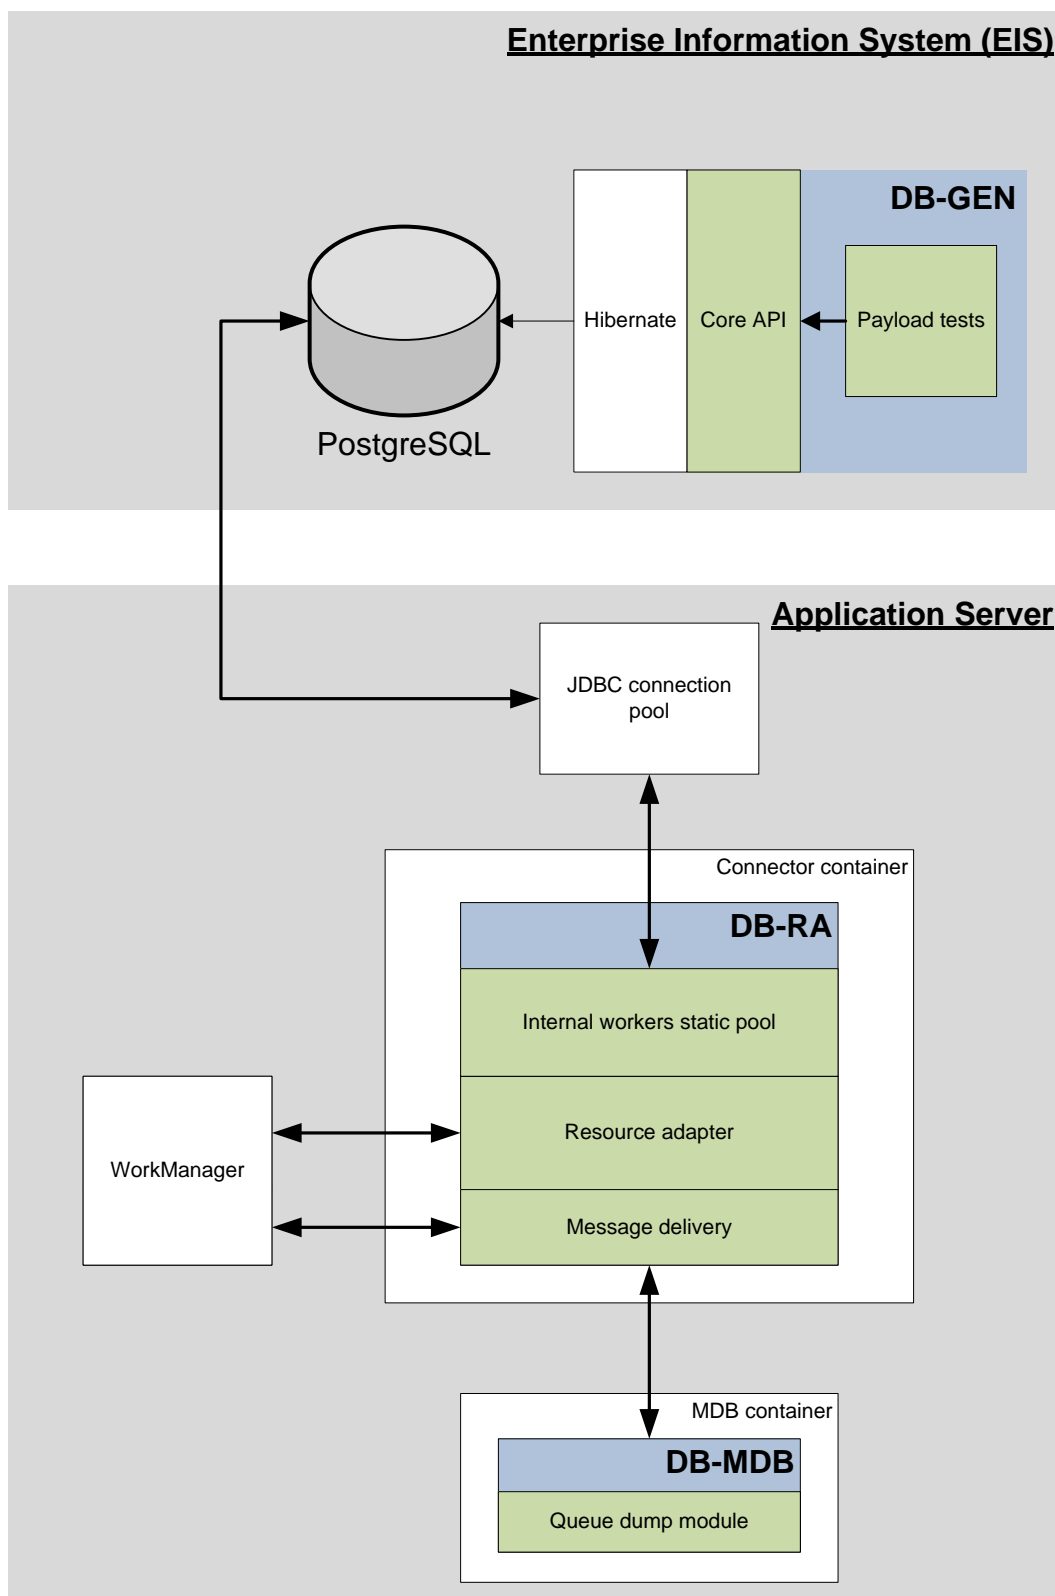 Enterprise Information System (EIS)
DB-GEN
Hibernate
Core API
Payload tests
PostgreSQL
Application Server
JDBC connection
pool
Connector container
DB-RA
Internal workers static pool
Resource adapter
WorkManager
Message delivery
MDB container
DB-MDB
Queue dump module